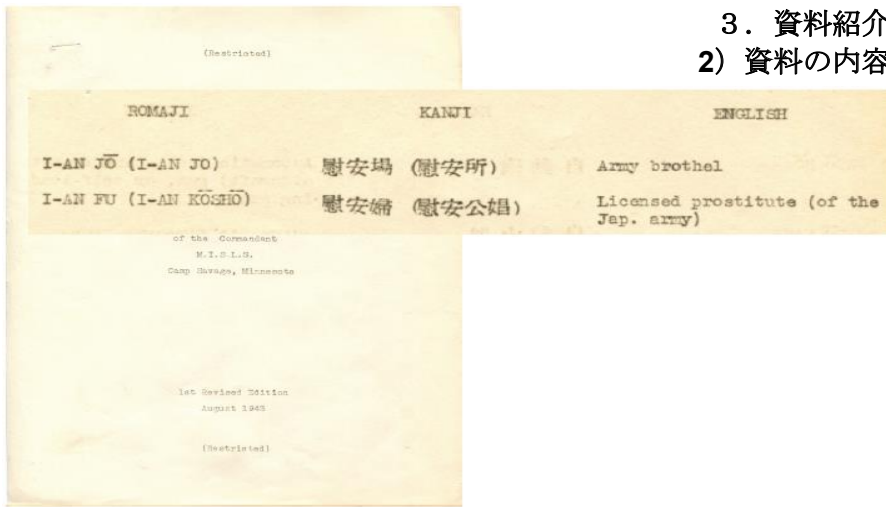 3．資料紹介
2）資料の内容
(Restricted)
ROMAJI KANJI ENGLISH
I-AN JŌ (I-AN JO) 慰安場 (慰安所) Army brothel
I-AN FU (I-AN KŌSHŌ) 慰安婦 (慰安公娼) Licensed prostitute (of the
Jap. army)
of the Commandant
M.I.S.L.S.
Camp Savage, Minnesota
1st Revised Edition
August 1943
(Restricted)